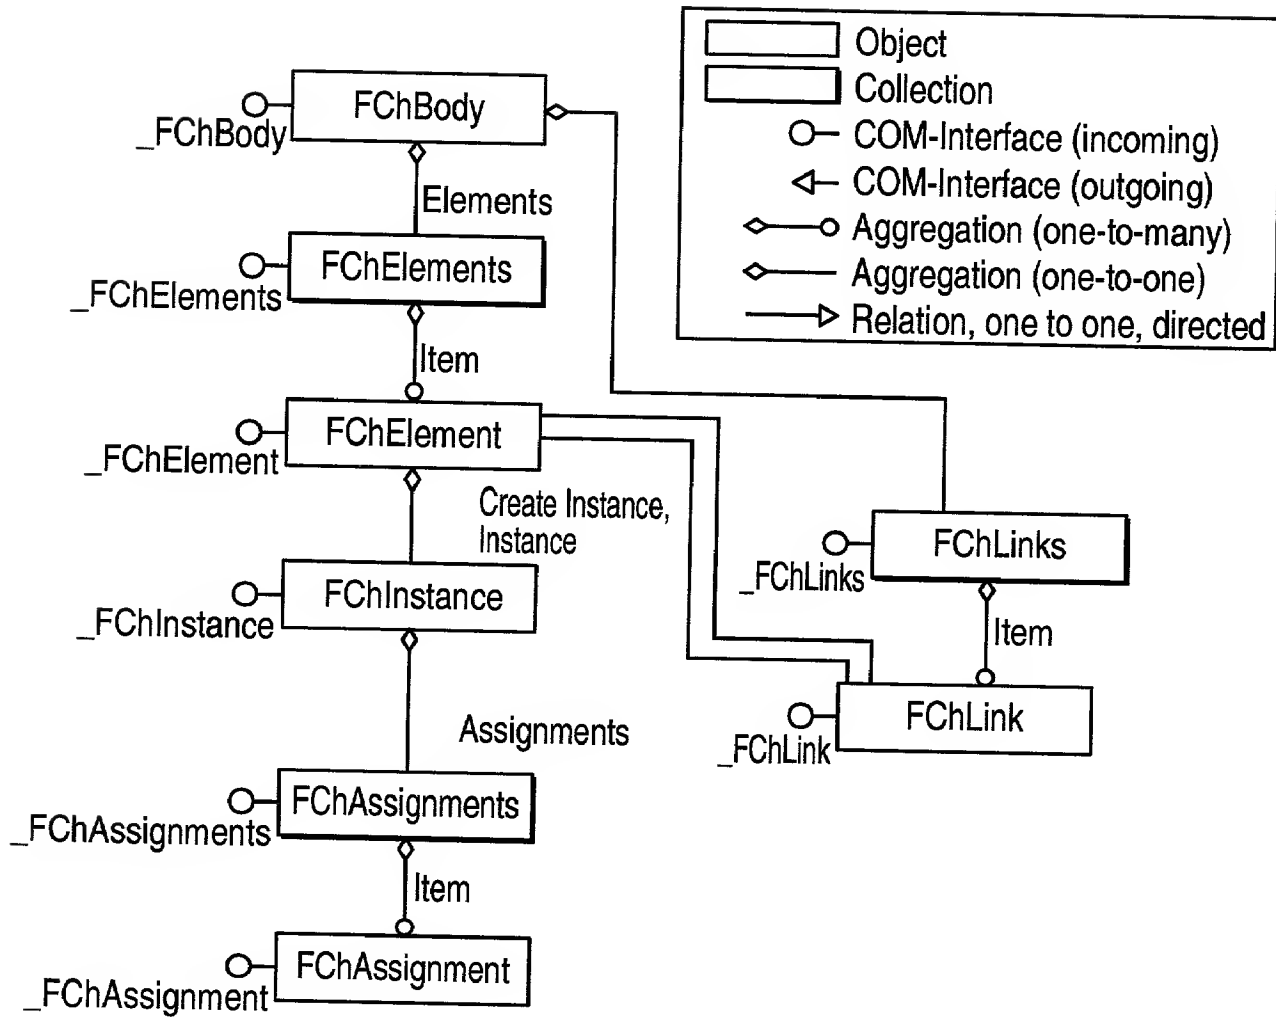 Object
Collection
COM-Interface (incoming)
COM-Interface (outgoing)
Aggregation (one-to-many)
Aggregation (one-to-one)
Relation, one to one, directed
FChBody
_FChBody
Elements
FChElements
_FChElements
Item
FChElement
_FChElement
Create Instance,
Instance
FChInstance
_FChInstance
Assignments
FChAssignments
_FChAssignments
Item
FChAssignment
_FChAssignment
FChLinks
_FChLinks
Item
FChLink
_FChLink